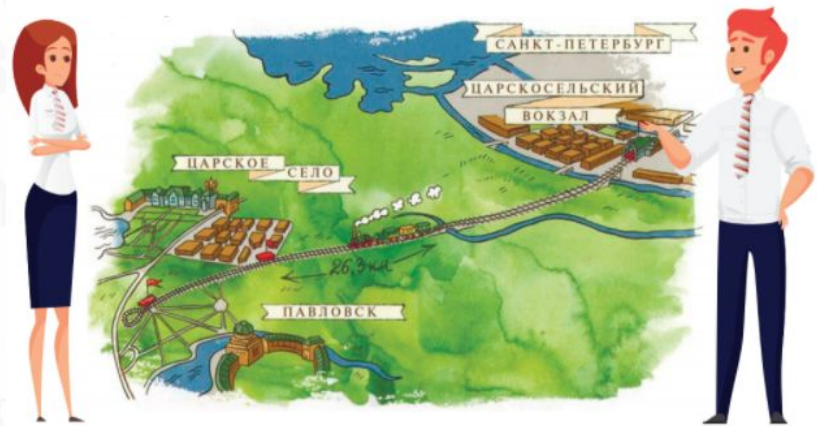 САНКТ-ПЕТЕРБУРГ
ЦАРСКОСЕЛЬСКИЙ
ВОКЗАЛ
ЦАРСКОЕ
СЕЛО
26,3 км
ПАВЛОВСК